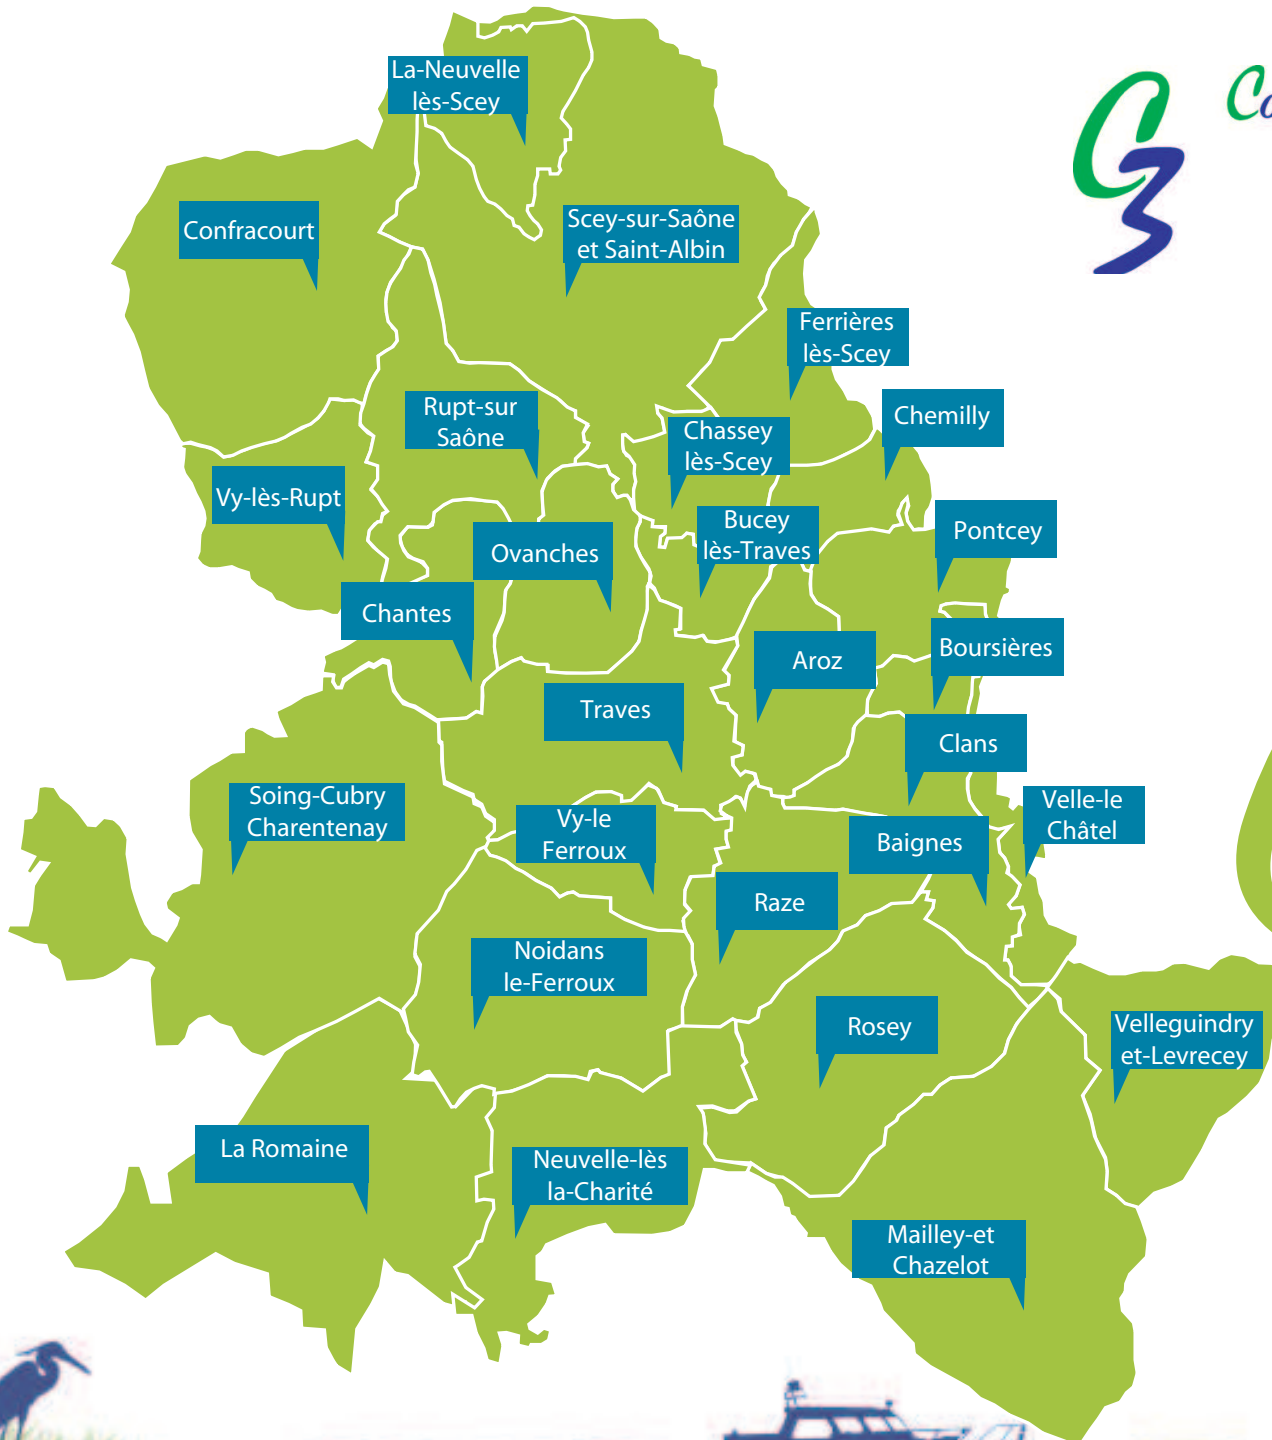 La-Neuvelle
lès-Scey
Confracourt
Scey-sur-Saône
et Saint-Albin
Ferrières
lès-Scey
Rupt-sur
Saône
Chemilly
Chassey
lès-Scey
Vy-lès-Rupt
Bucey
lès-Traves
Pontcey
Ovanches
Chantes
Aroz
Boursières
Traves
Clans
Soing-Cubry
Charentenay
Vy-le
Ferroux
Velle-le
Châtel
Baignes
Raze
Noidans
le-Ferroux
Rosey
Velleguindry
et-Levrecey
La Romaine
Neuvelle-lès
la-Charité
Mailley-et
Chazelot
C3